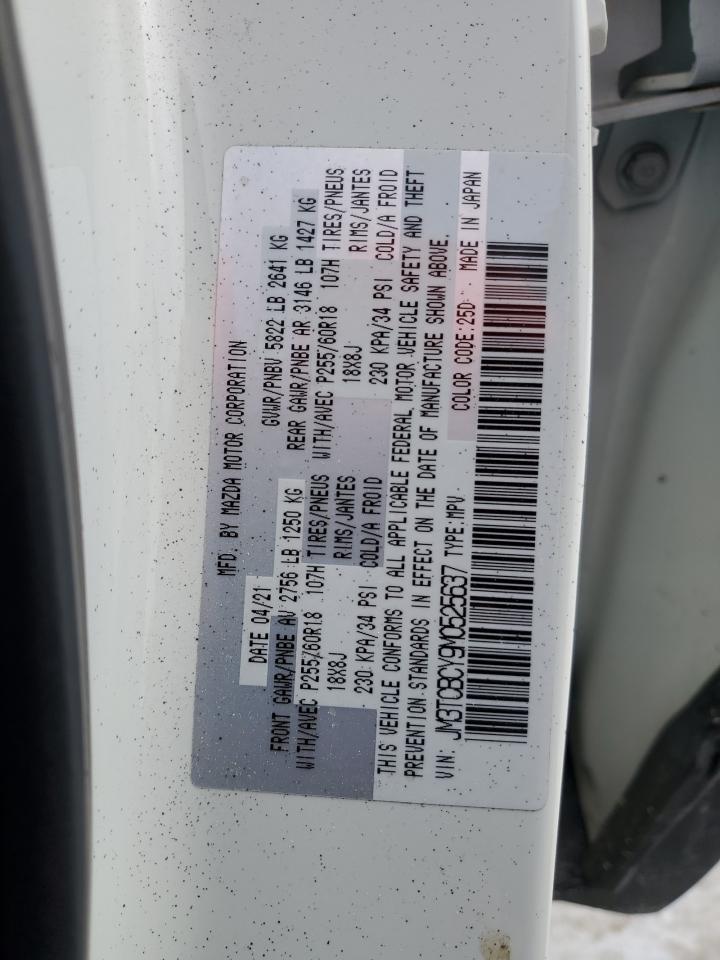 MFD. BY MAZDA MOTOR CORPORATION
DATE 04/21 GVWR/PNBV 5822 LB 2641 KG
FRONT GAWR/PNBE AV 2756 LB 1250 KG REAR GAWR/PNBE AR 3146 LB 1427 KG
WITH/AVEC P255/60R18 107H TIRES/PNEUS WITH/AVEC P255/60R18 107H TIRES/PNEUS
18X8J RIMS/JANTES 18X8J RIMS/JANTES
230 KPA/34 PSI COLD/A FROID 230 KPA/34 PSI COLD/A FROID
THIS VEHICLE CONFORMS TO ALL APPLICABLE FEDERAL MOTOR VEHICLE SAFETY AND THEFT
PREVENTION STANDARDS IN EFFECT ON THE DATE OF MANUFACTURE SHOWN ABOVE.
VIN: JM3TCBCY9M0525637 TYPE:MPV COLOR CODE:25D MADE IN JAPAN